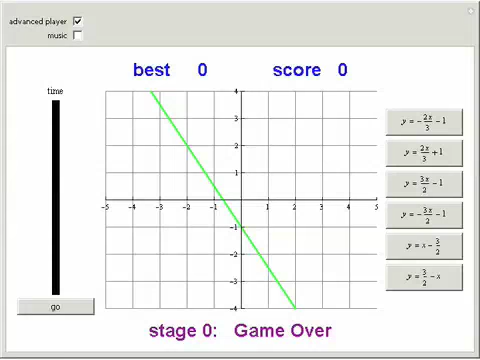 advanced player
music
best 0 score 0
time
4
3
2
1
-5 -4 -3 -2 -1 1 2 3 4 5
-1
-2
-3
-4
y = -2x/3 - 1
y = 2x/3 + 1
y = 3x/2 - 1
y = -3x/2 - 1
y = x - 3/2
y = 3/2 - x
go
stage 0: Game Over